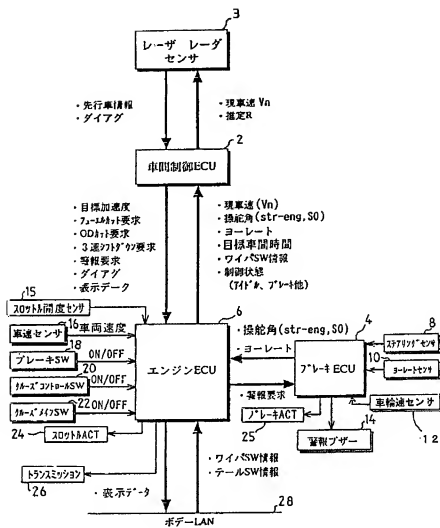 3
レーザ レーダ
センサ
・先行車情報
・ダイアグ
・現車速 Vn
・推定R
2
車間制御ECU
・目標加速度
・フューエルカット要求
・ODカット要求
・3速シフトダウン要求
・警報要求
・ダイアグ
・表示データ
・現車速(Vn)
・操舵角(str-eng,S0)
・ヨーレート
・目標車間時間
・ワイパSW情報
・制御状態
(アイドル、ブレーキ他)
15
スロットル開度センサ
16
車速センサ
車両速度
18
ブレーキSW
ON/OFF
20
クルーズコントロールSW
ON/OFF
22
クルーズメインSW
ON/OFF
24
スロットルACT
26
トランスミッション
6
エンジンECU
・操舵角(str-eng,S0)
・ヨーレート
・警報要求
4
ブレーキECU
8
ステアリングセンサ
10
ヨーレートセンサ
車輪速センサ
12
ブレーキACT
25
14
警報ブザー
・表示データ
・ワイパSW情報
・テールSW情報
28
ボデーLAN